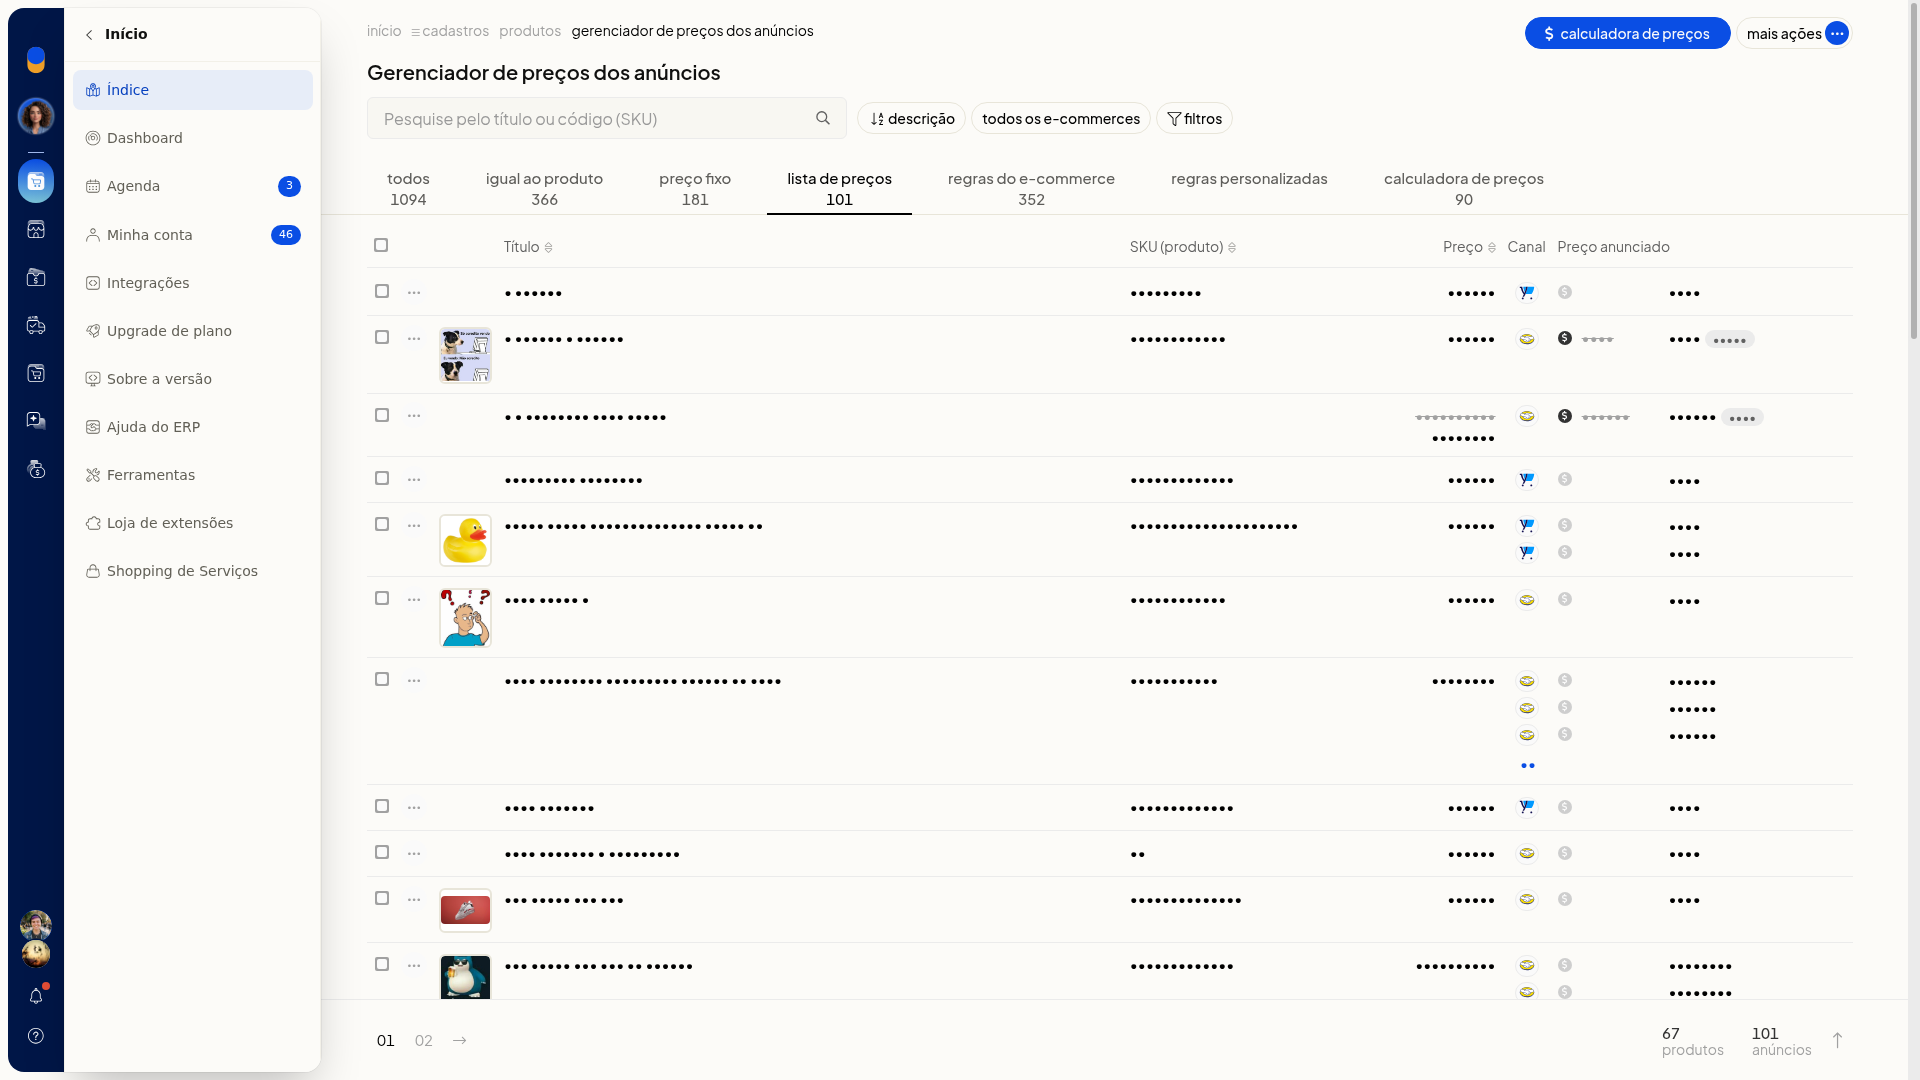 Início
Índice
Dashboard
Agenda 3
Minha conta 46
Integrações
Upgrade de plano
Sobre a versão
Ajuda do ERP
Ferramentas
Loja de extensões
Shopping de Serviços
início cadastros produtos gerenciador de preços dos anúncios
calculadora de preços
mais ações
Gerenciador de preços dos anúncios
Pesquise pelo título ou código (SKU)
descrição
todos os e-commerces
filtros
todos
1094
igual ao produto
366
preço fixo
181
lista de preços
101
regras do e-commerce
352
regras personalizadas
calculadora de preços
90
Título SKU (produto) Preço Canal Preço anunciado
01 02
67
produtos
101
anúncios